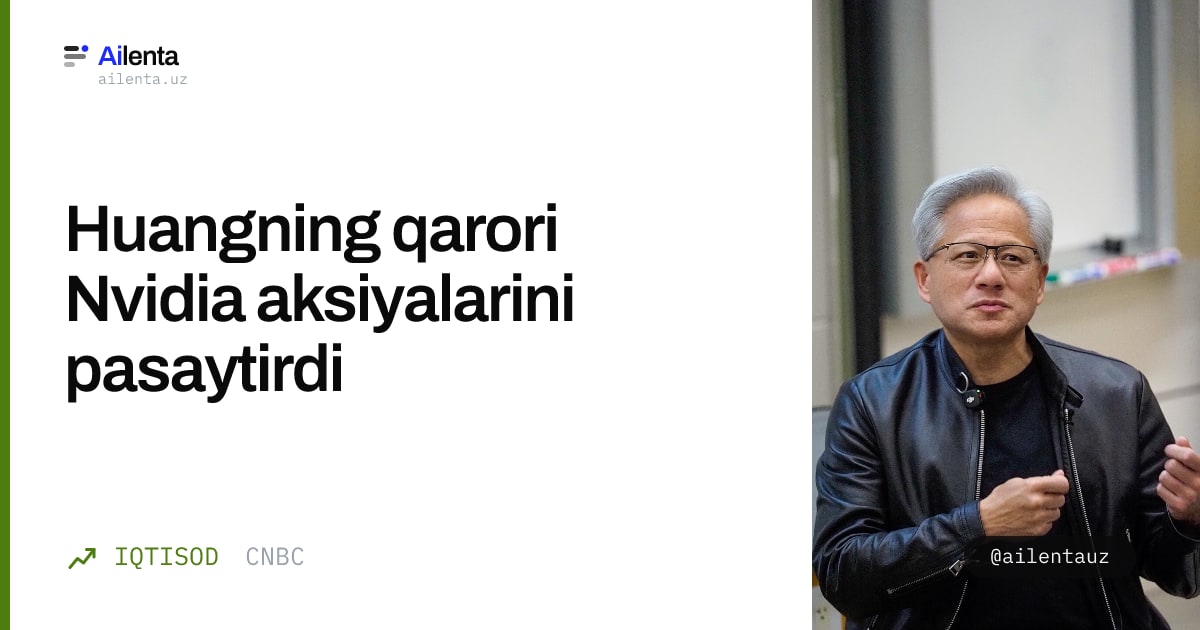 Ailenta
ailenta.uz
Huangning qarori
Nvidia aksiyalarini
pasaytirdi
IQTISOD CNBC
@ailentauz